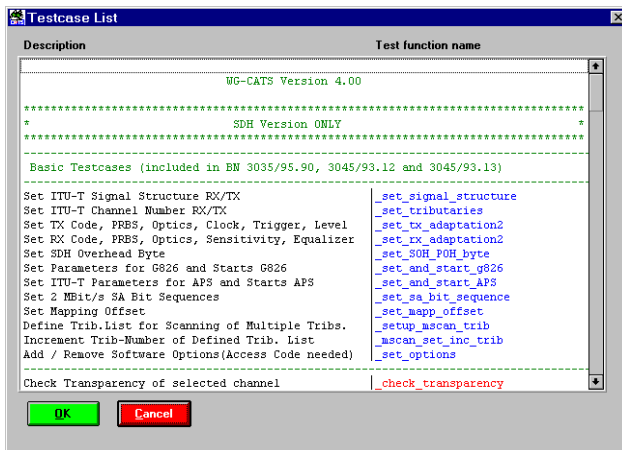 Testcase List
Description Test function name
WG-CATS Version 4.00
************************************************************************************
* SDH Version ONLY *
************************************************************************************
------------------------------------------------------------------------------------
Basic Testcases (included in BN 3035/95.90, 3045/93.12 and 3045/93.13)
------------------------------------------------------------------------------------
Set ITU-T Signal Structure RX/TX |_set_signal_structure
Set ITU-T Channel Number RX/TX |_set_tributaries
Set TX Code, PRBS, Optics, Clock, Trigger, Level |_set_tx_adaptation2
Set RX Code, PRBS, Optics, Sensitivity, Equalizer |_set_rx_adaptation2
Set SDH Overhead Byte |_set_SOH_POH_byte
Set Parameters for G826 and Starts G826 |_set_and_start_g826
Set ITU-T Parameters for APS and Starts APS |_set_and_start_APS
Set 2 MBit/s SA Bit Sequences |_set_sa_bit_sequence
Set Mapping Offset |_set_mapp_offset
Define Trib.List for Scanning of Multiple Tribs. |_setup_mscan_trib
Increment Trib-Number of Defined Trib. List |_mscan_set_inc_trib
Add / Remove Software Options(Access Code needed) |_set_options
------------------------------------------------------------------------------------
Check Transparency of selected channel |_check_transparency
OK Cancel